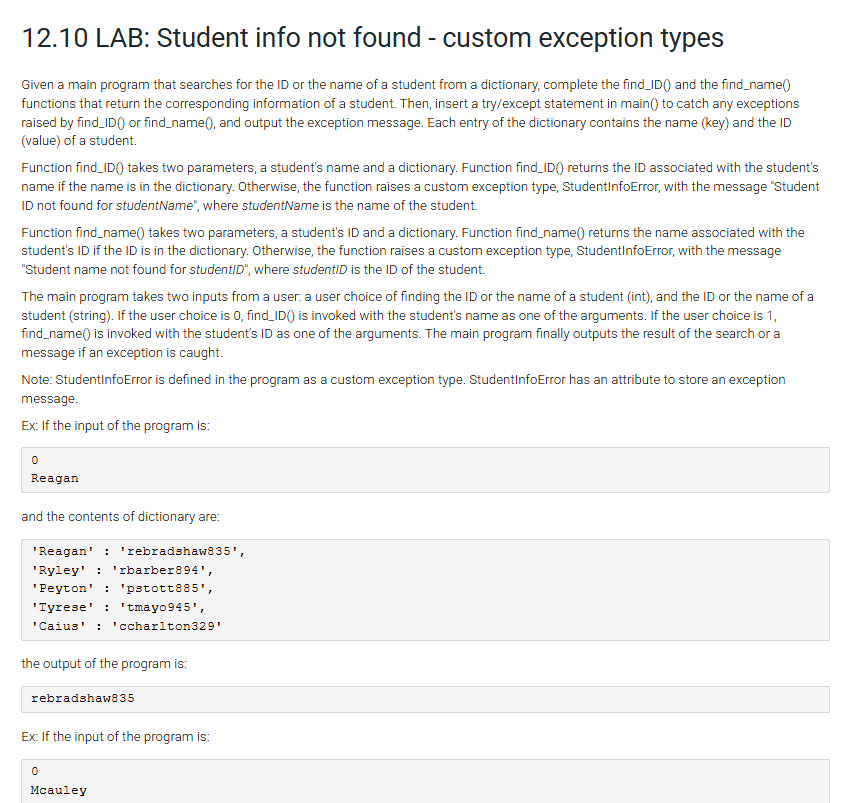 12.10 LAB: Student info not found - custom exception types
Given a main program that searches for the ID or the name of a student from a dictionary, complete the find_ID() and the find_name()
functions that return the corresponding information of a student. Then, insert a try/except statement in main() to catch any exceptions
raised by find_ID() or find_name(), and output the exception message. Each entry of the dictionary contains the name (key) and the ID
(value) of a student.
Function find_ID() takes two parameters, a student's name and a dictionary. Function find_ID() returns the ID associated with the student's
name if the name is in the dictionary. Otherwise, the function raises a custom exception type, StudentInfoError, with the message "Student
ID not found for studentName", where studentName is the name of the student.
Function find_name() takes two parameters, a student's ID and a dictionary. Function find_name() returns the name associated with the
student's ID if the ID is in the dictionary. Otherwise, the function raises a custom exception type, StudentInfoError, with the message
"Student name not found for studentID", where studentID is the ID of the student.
The main program takes two inputs from a user: a user choice of finding the ID or the name of a student (int), and the ID or the name of a
student (string). If the user choice is 0, find_ID() is invoked with the student's name as one of the arguments. If the user choice is 1,
find_name() is invoked with the student's ID as one of the arguments. The main program finally outputs the result of the search or a
message if an exception is caught.
Note: StudentInfoError is defined in the program as a custom exception type. StudentInfoError has an attribute to store an exception
message.
Ex: If the input of the program is:
0
Reagan
and the contents of dictionary are:
'Reagan' : 'rebradshaw835',
'Ryley' : 'rbarber894',
'Peyton' : 'pstott885',
'Tyrese' : 'tmayo945',
'Caius' : 'ccharlton329'
the output of the program is:
rebradshaw835
Ex: If the input of the program is:
0
Mcauley